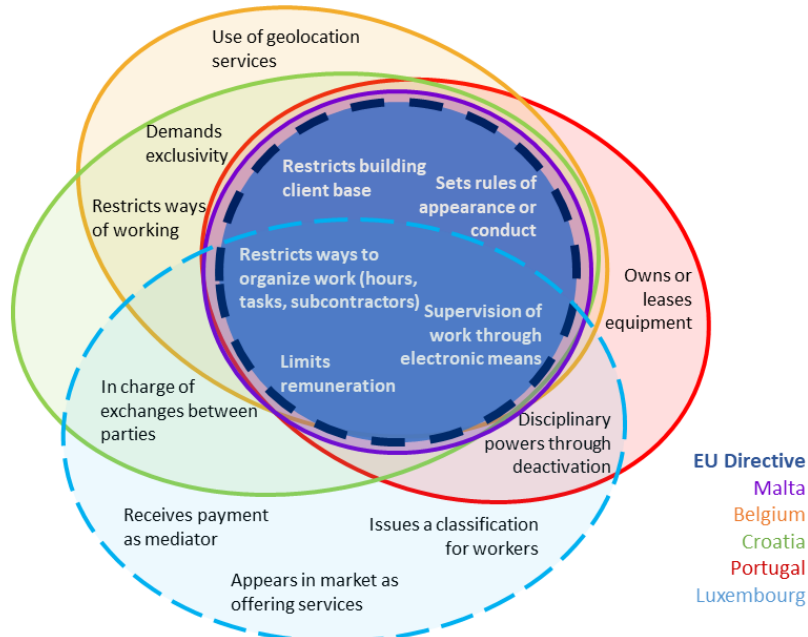 Use of geolocation
services
Demands
exclusivity
Restricts building
client base
Sets rules of
appearance or
conduct
Restricts ways
of working
Restricts ways to
organize work (hours,
tasks, subcontractors)
Owns or
leases
equipment
Supervision of
work through
electronic means
Limits
remuneration
In charge of
exchanges between
parties
Disciplinary
powers through
deactivation
EU Directive
Malta
Belgium
Croatia
Portugal
Luxembourg
Receives payment
as mediator
Issues a classification
for workers
Appears in market as
offering services